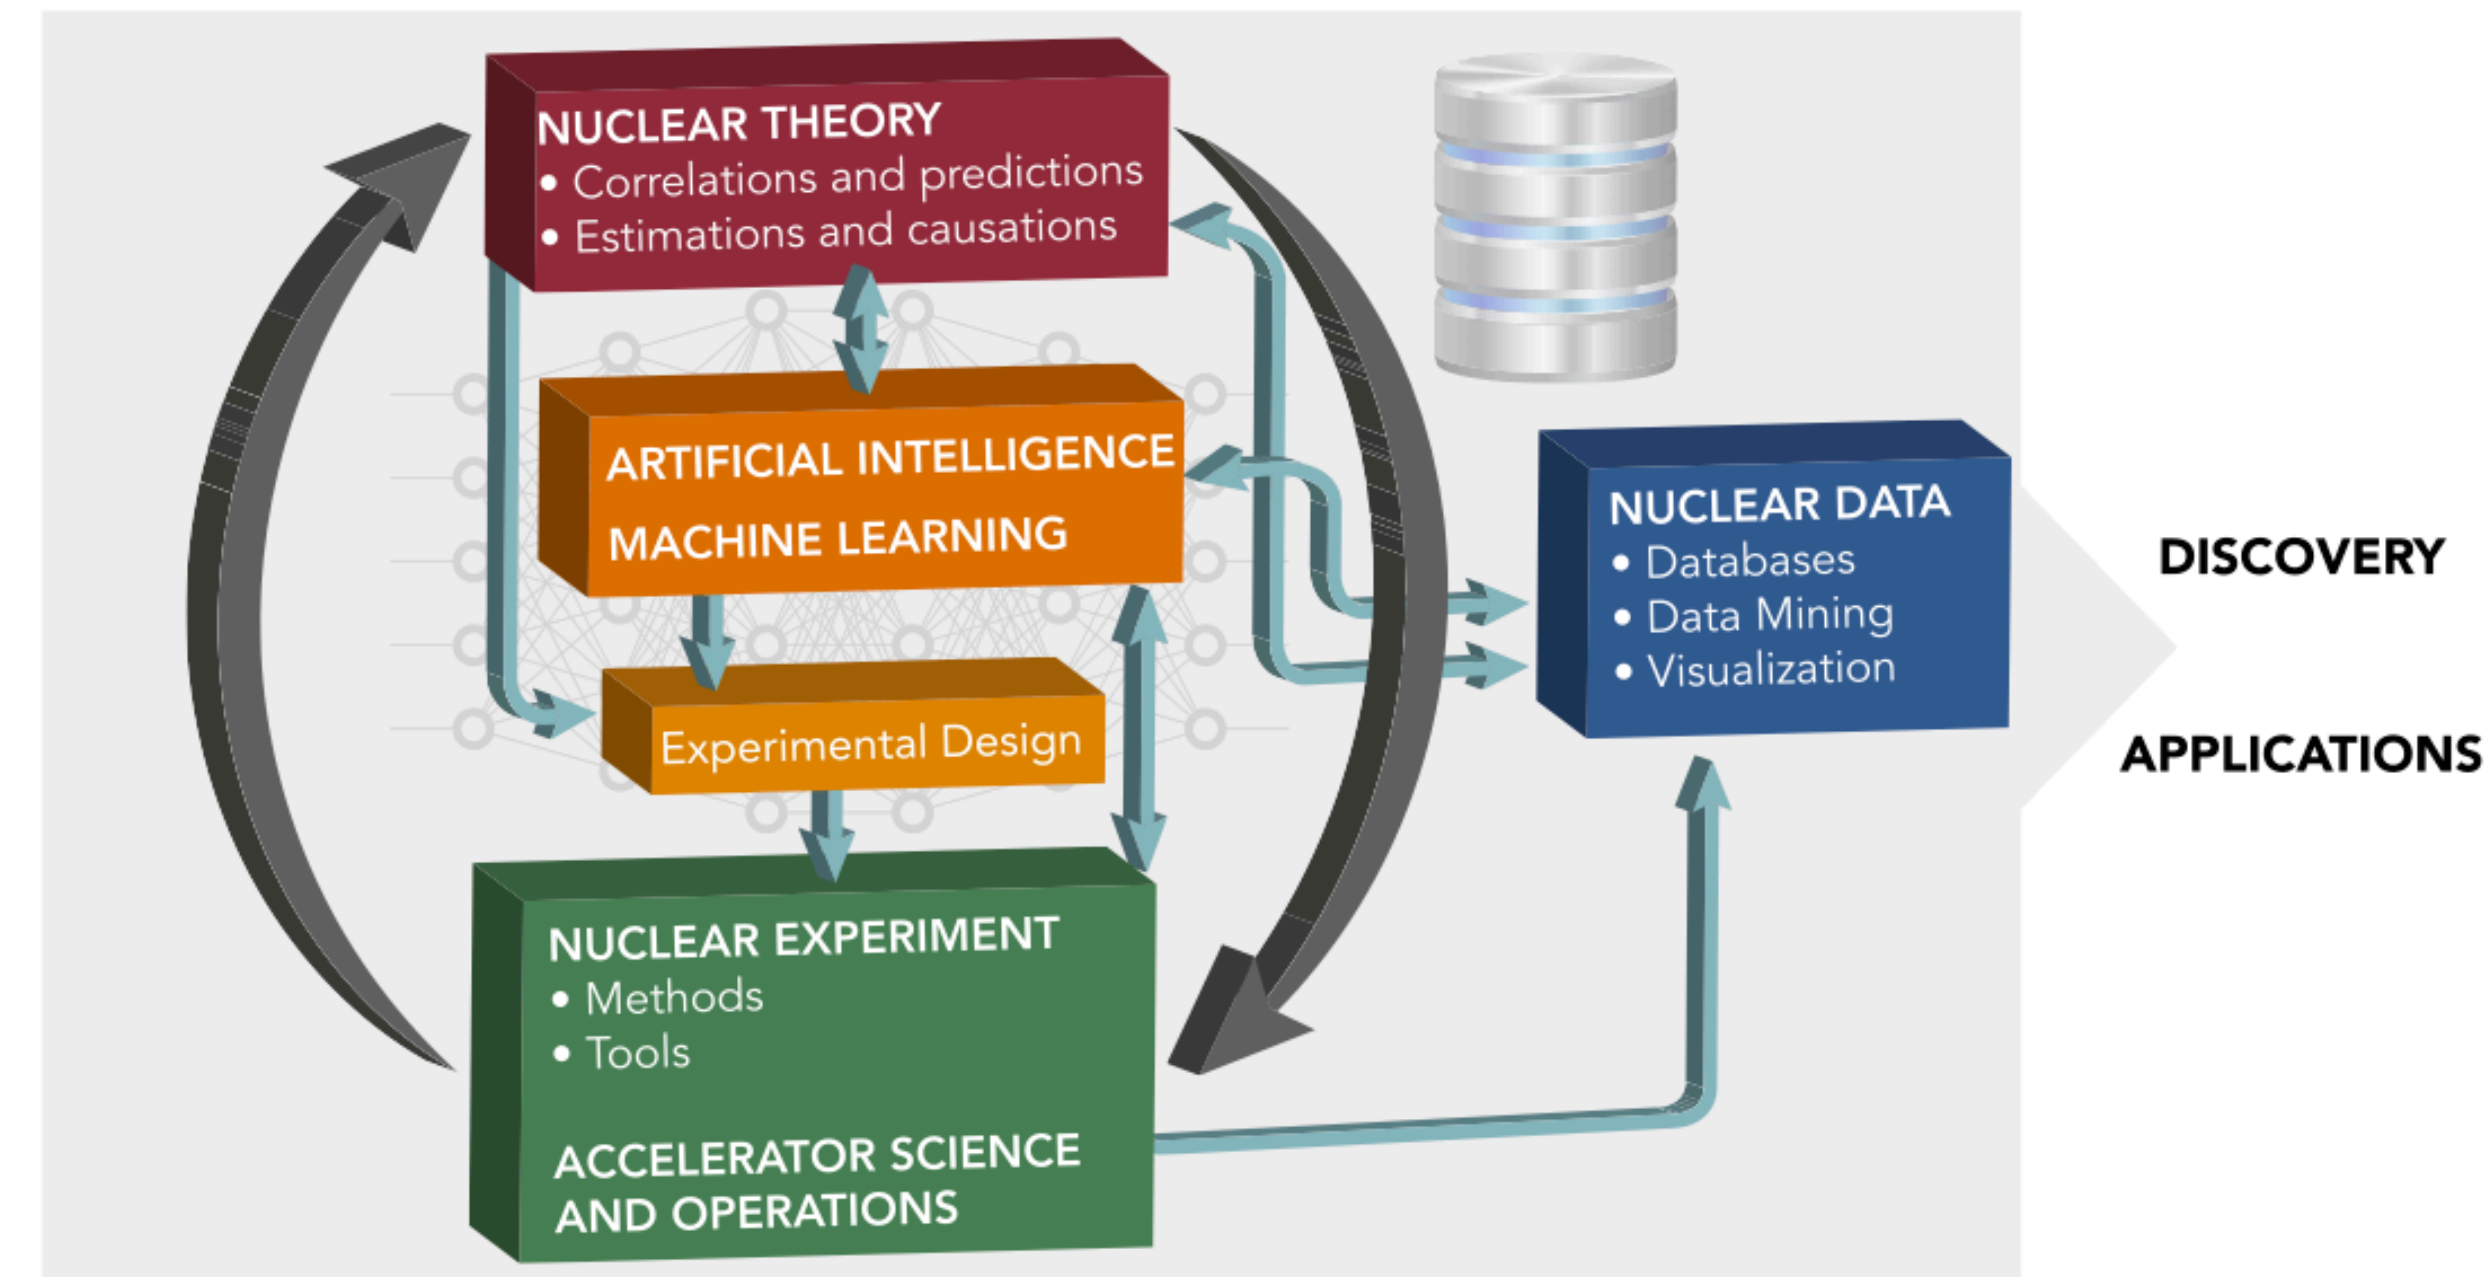 NUCLEAR THEORY
• Correlations and predictions
• Estimations and causations
ARTIFICIAL INTELLIGENCE
MACHINE LEARNING
Experimental Design
NUCLEAR EXPERIMENT
• Methods
• Tools
ACCELERATOR SCIENCE
AND OPERATIONS
NUCLEAR DATA
• Databases
• Data Mining
• Visualization
DISCOVERY
APPLICATIONS